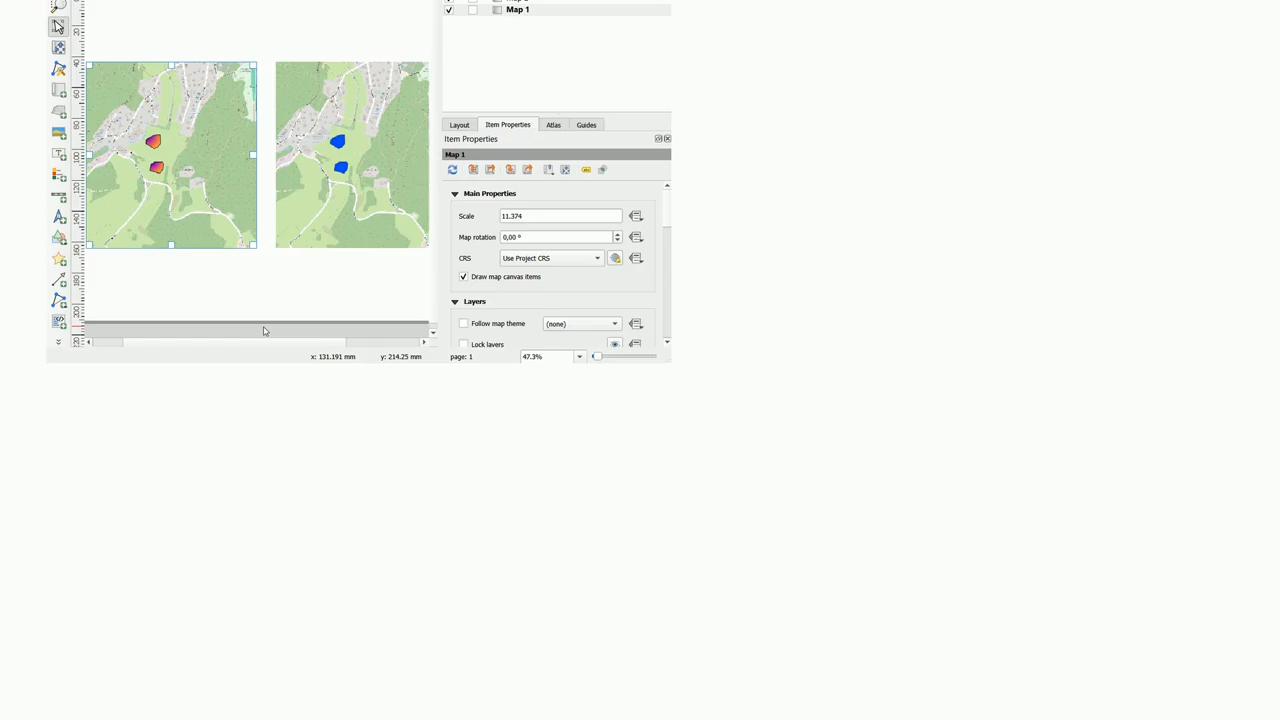 Map 1
Layout
Item Properties
Atlas
Guides
Item Properties
Map 1
Main Properties
Scale
11.374
Map rotation
0,00 °
CRS
Use Project CRS
Draw map canvas items
Layers
Follow map theme
(none)
Lock layers
x: 131.191 mm
y: 214.25 mm
page: 1
47.3%